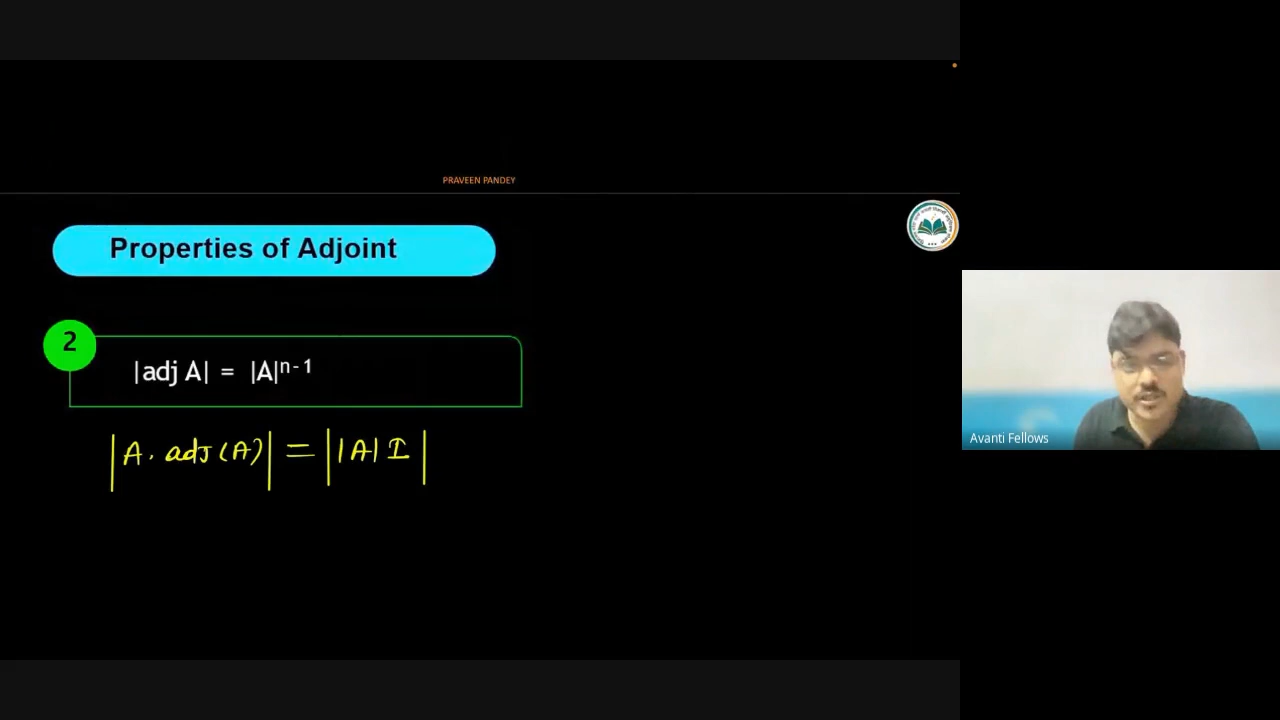 PRAVEEN PANDEY
Properties of Adjoint
2
|adj A| = |A|ⁿ⁻¹
|A. adj(A)| = ||A| I|
Avanti Fellows